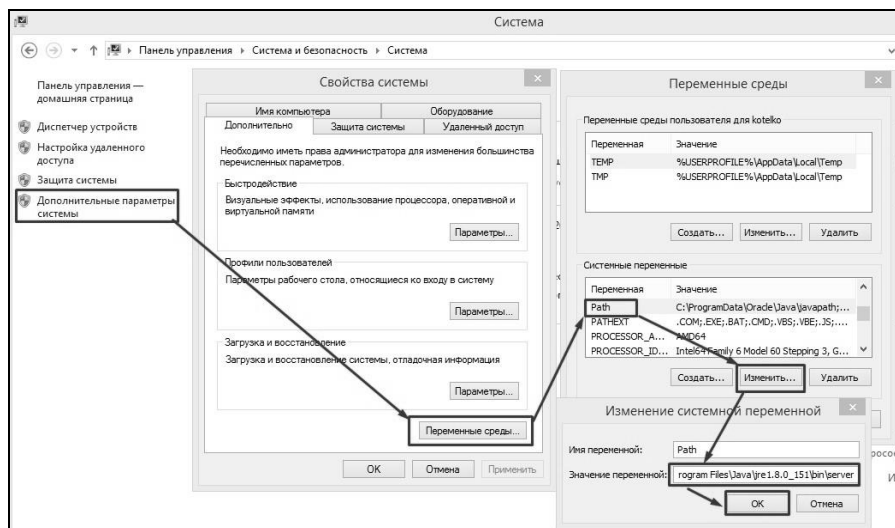 Система
Панель управления › Система и безопасность › Система
Панель управления —
домашняя страница
Диспетчер устройств
Настройка удаленного
доступа
Защита системы
Дополнительные параметры
системы
Свойства системы
Имя компьютера
Оборудование
Дополнительно
Защита системы
Удаленный доступ
Необходимо иметь права администратора для изменения большинства
перечисленных параметров.
Быстродействие
Визуальные эффекты, использование процессора, оперативной и
виртуальной памяти
Параметры...
Профили пользователей
Параметры рабочего стола, относящиеся ко входу в систему
Параметры...
Загрузка и восстановление
Загрузка и восстановление системы, отладочная информация
Параметры...
Переменные среды...
OK
Отмена
Применить
Переменные среды
Переменные среды пользователя для kotelko
Переменная Значение
TEMP %USERPROFILE%\AppData\Local\Temp
TMP %USERPROFILE%\AppData\Local\Temp
Создать... Изменить... Удалить
Системные переменные
Переменная Значение
Path C:\ProgramData\Oracle\Java\javapath;...
PATHEXT .COM;.EXE;.BAT;.CMD;.VBS;.VBE;.JS;....
PROCESSOR_A... AMD64
PROCESSOR_ID... Intel64 Family 6 Model 60 Stepping 3, G...
Создать... Изменить... Удалить
Изменение системной переменной
Имя переменной: Path
Значение переменной: rogram Files\Java\jre1.8.0_151\bin\server
OK Отмена